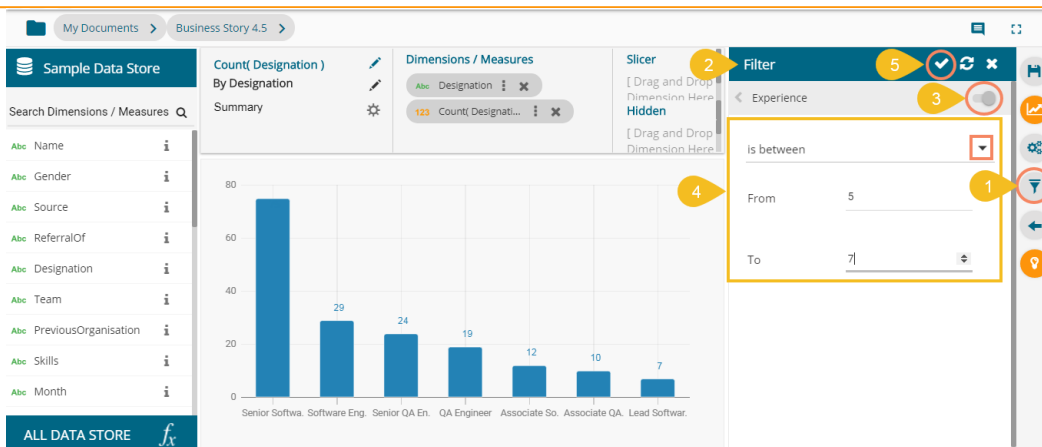 My Documents > Business Story 4.5 >
Sample Data Store
Search Dimensions / Measures
Abc Name i
Abc Gender i
Abc Source i
Abc ReferralOf i
Abc Designation i
Abc Team i
Abc PreviousOrganisation i
Abc Skills i
Abc Month i
ALL DATA STORE fx
Count( Designation )
By Designation
Summary
Dimensions / Measures
Abc Designation
123 Count( Designati...
Slicer
[ Drag and Drop
Dimension Here
Hidden
[ Drag and Drop
Dimension Here
80
60
40
20
0
29
24
19
12
10
7
Senior Softwa. Software Eng. Senior QA En. QA Engineer Associate So. Associate QA. Lead Softwar.
2 Filter 5
< Experience 3
4
is between
From 5
To 7
1